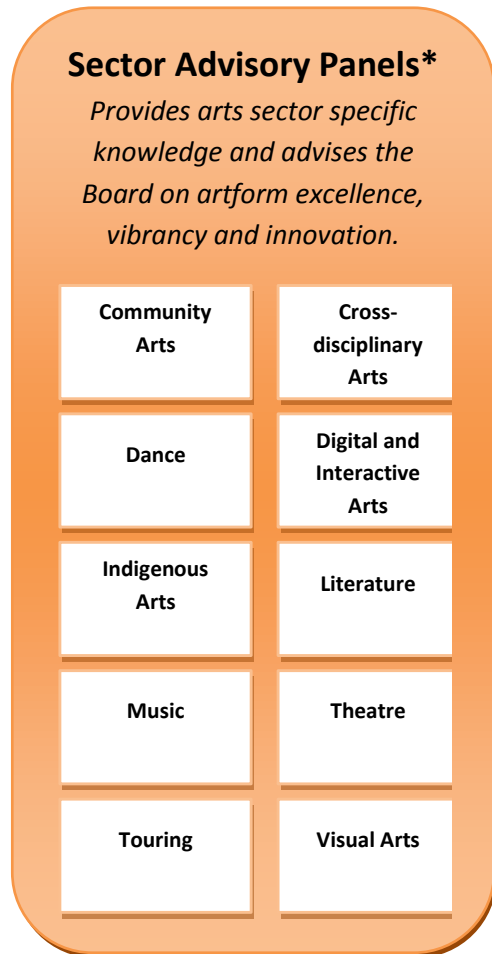 Sector Advisory Panels*
Provides arts sector specific
knowledge and advises the
Board on artform excellence,
vibrancy and innovation.
Community
Arts
Cross-
disciplinary
Arts
Dance
Digital and
Interactive
Arts
Indigenous
Arts
Literature
Music
Theatre
Touring
Visual Arts